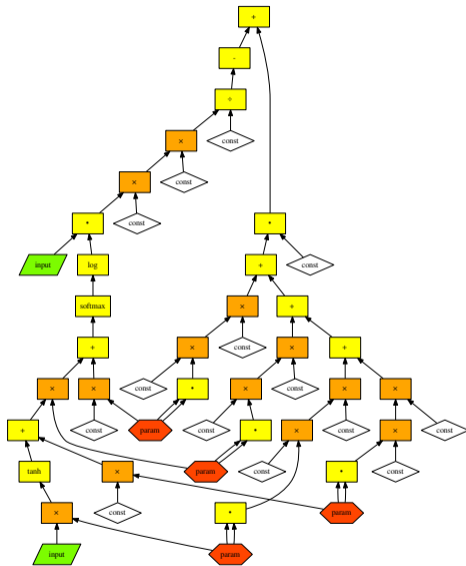 +
-
÷
× const
× const
• const •
input log + const
softmax × +
+ × const × +
× × const • × const × ×
+ const param const • × const × const
tanh × param const • const
× const • param
input param